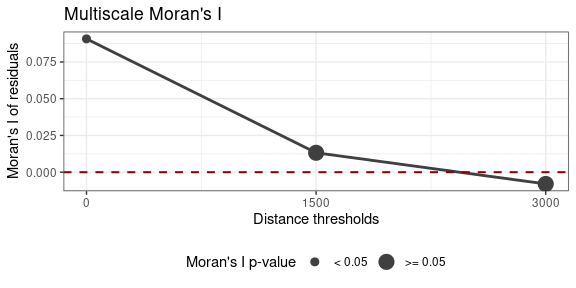 Multiscale Moran's I
Moran's I of residuals
0.075
0.050
0.025
0.000
0 1500 3000
Distance thresholds
Moran's I p-value < 0.05 >= 0.05